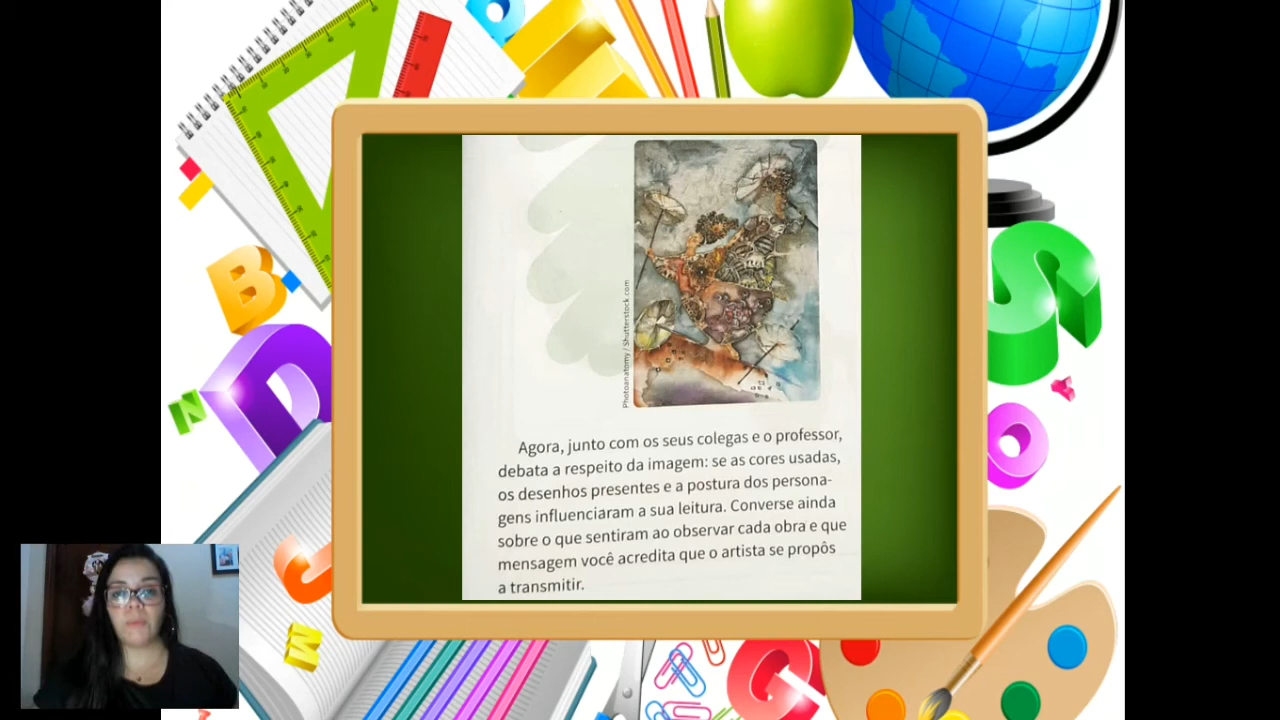 Photoanatomy / Shutterstock.com
Agora, junto com os seus colegas e o professor,
debata a respeito da imagem: se as cores usadas,
os desenhos presentes e a postura dos persona-
gens influenciaram a sua leitura. Converse ainda
sobre o que sentiram ao observar cada obra e que
mensagem você acredita que o artista se propôs
a transmitir.